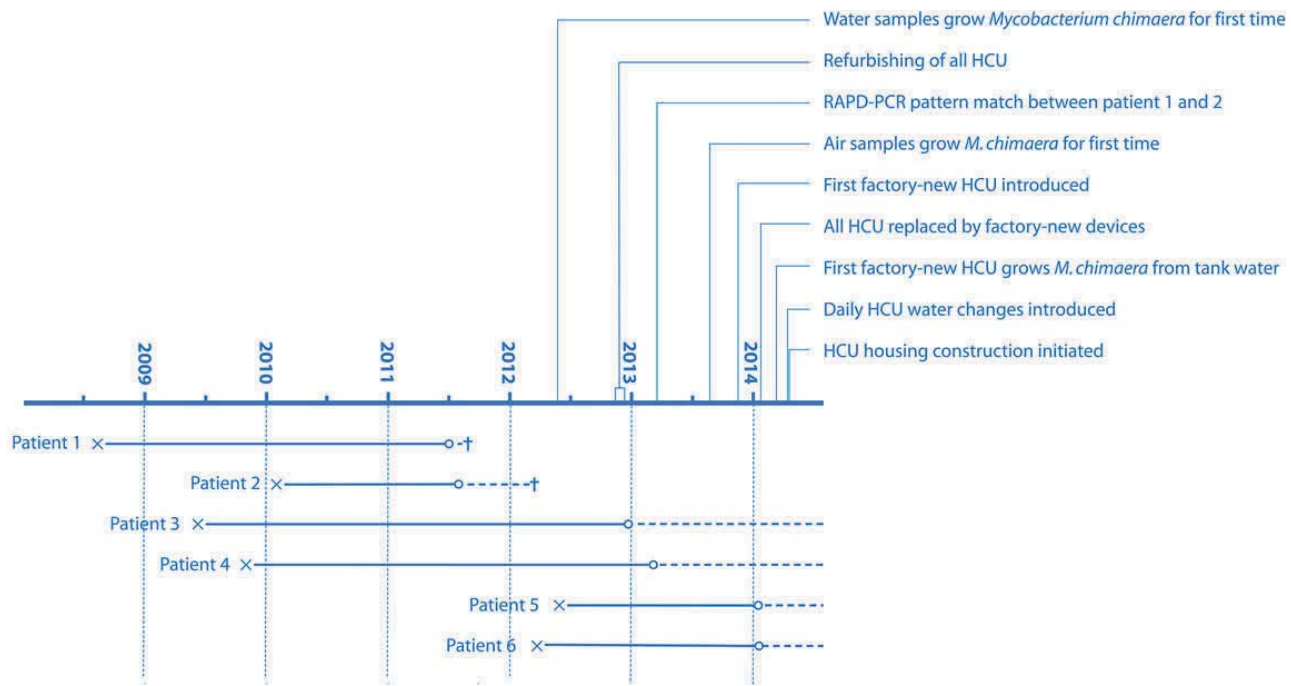 Water samples grow Mycobacterium chimaera for first time
Refurbishing of all HCU
RAPD-PCR pattern match between patient 1 and 2
Air samples grow M. chimaera for first time
First factory-new HCU introduced
All HCU replaced by factory-new devices
First factory-new HCU grows M. chimaera from tank water
Daily HCU water changes introduced
HCU housing construction initiated
2009
2010
2011
2012
2013
2014
Patient 1
Patient 2
Patient 3
Patient 4
Patient 5
Patient 6